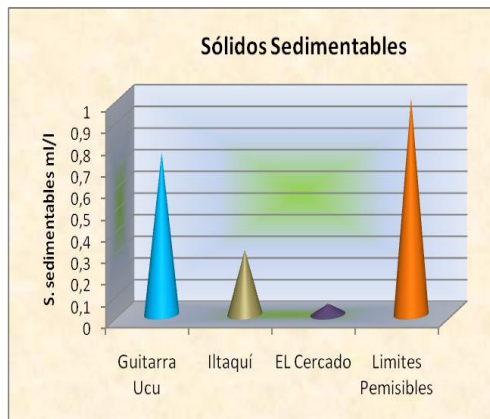 Sólidos Sedimentables
S. sedimentables ml/l
1
0,9
0,8
0,7
0,6
0,5
0,4
0,3
0,2
0,1
0
Guitarra
Ucu
Iltaquí
EL Cercado
Limites
Pemisibles